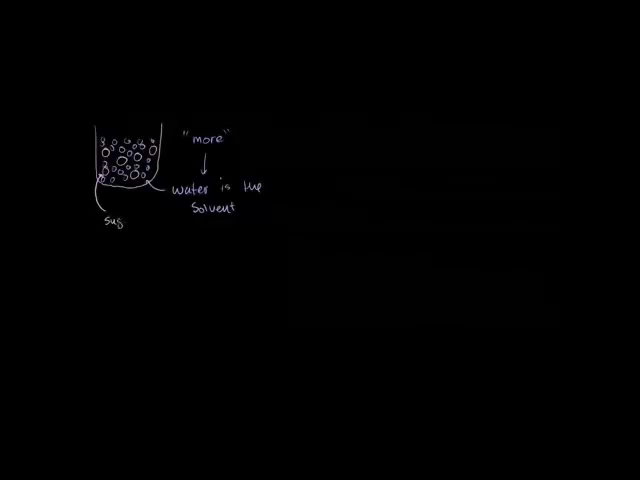 "more"
water is the
Solvent
sug